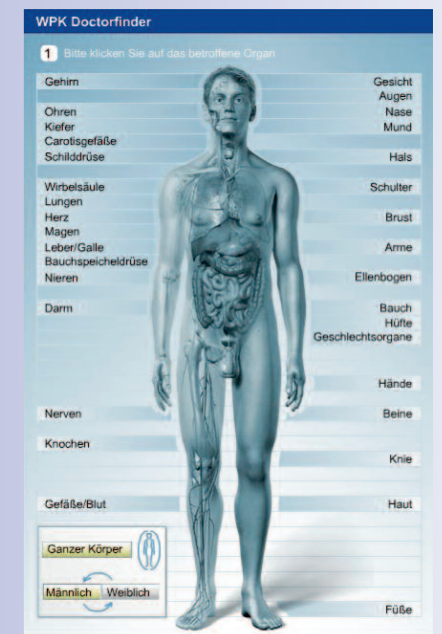 WPK Doctorfinder
1 Bitte klicken Sie auf das betroffene Organ
Gehirn
Ohren
Kiefer
Carotisgefäße
Schilddrüse
Wirbelsäule
Lungen
Herz
Magen
Leber/Galle
Bauchspeicheldrüse
Nieren
Darm
Nerven
Knochen
Gefäße/Blut
Gesicht
Augen
Nase
Mund
Hals
Schulter
Brust
Arme
Ellenbogen
Bauch
Hüfte
Geschlechtsorgane
Hände
Beine
Knie
Haut
Füße
Ganzer Körper
Männlich Weiblich